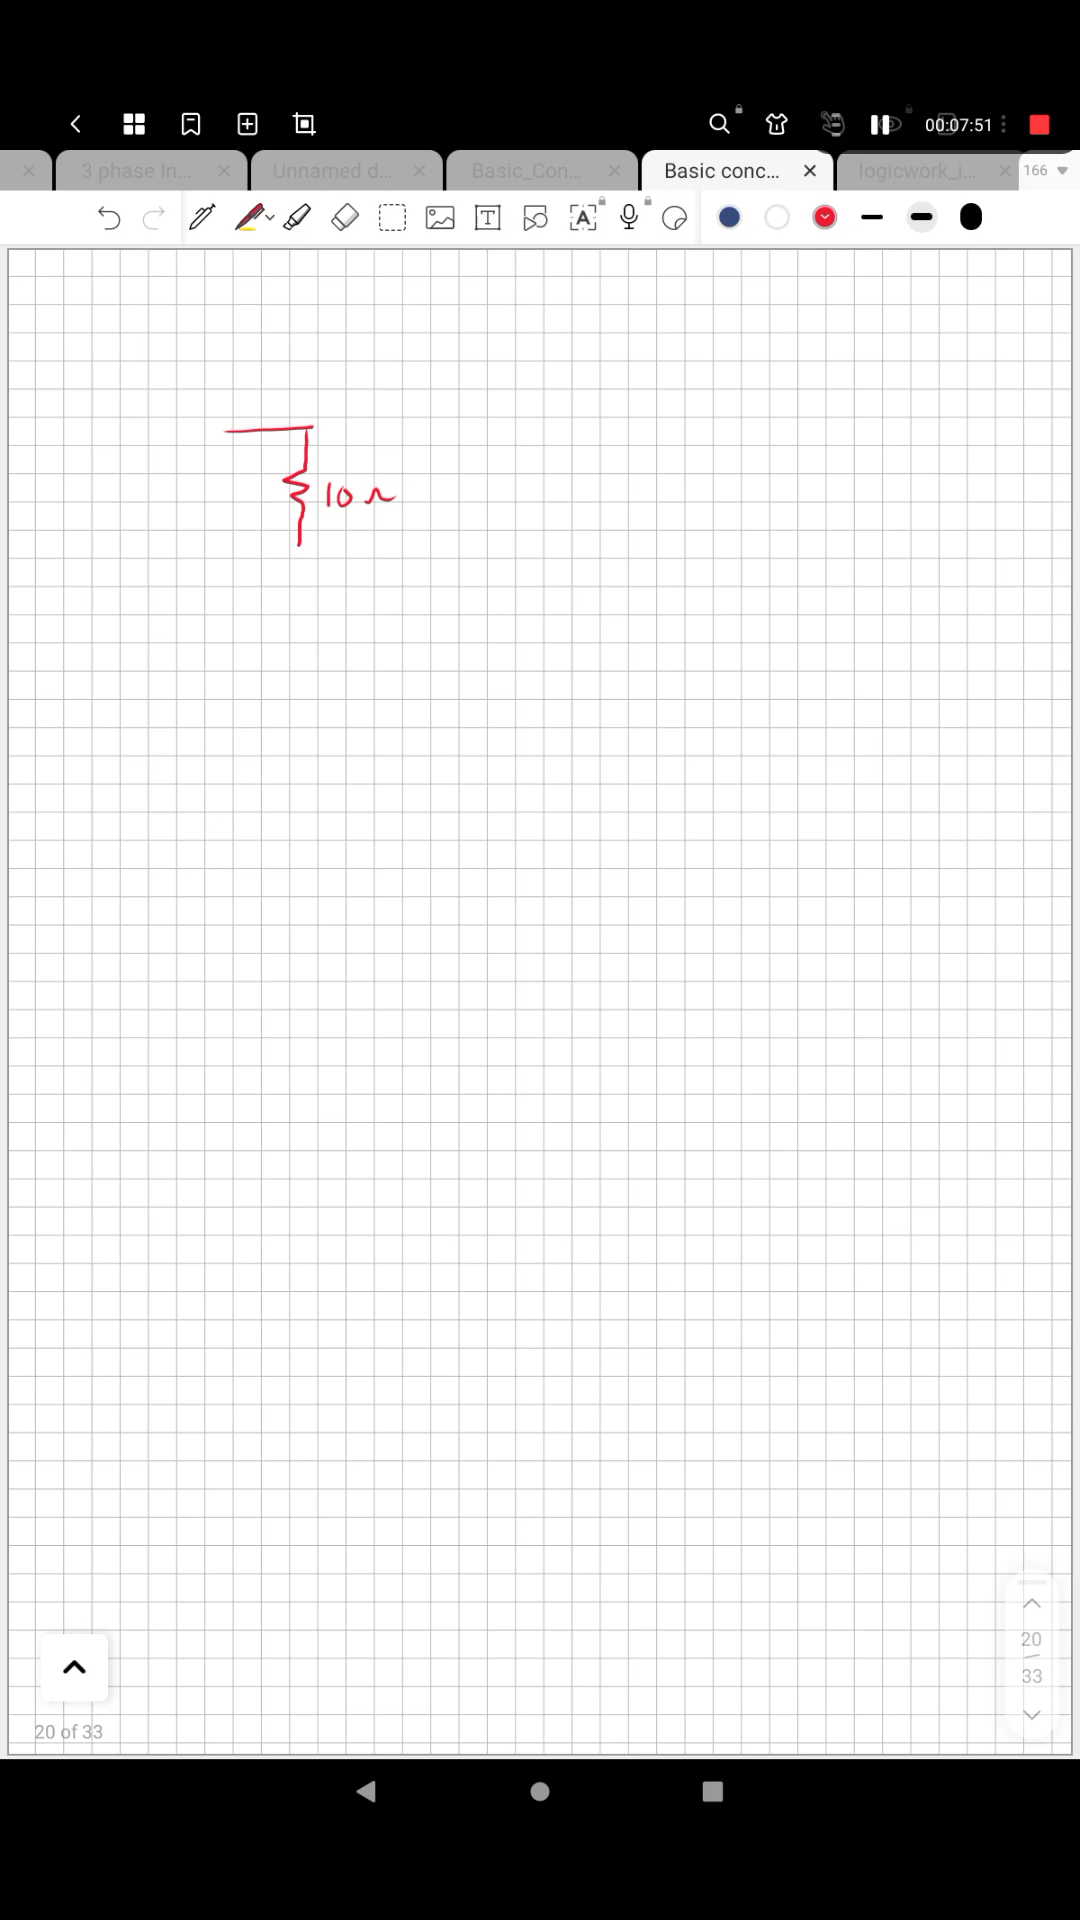 00:07:51
3 phase In...
Unnamed d...
Basic_Con...
Basic conc...
logicwork_i...
166
T
A
10 Ω
20
33
20 of 33